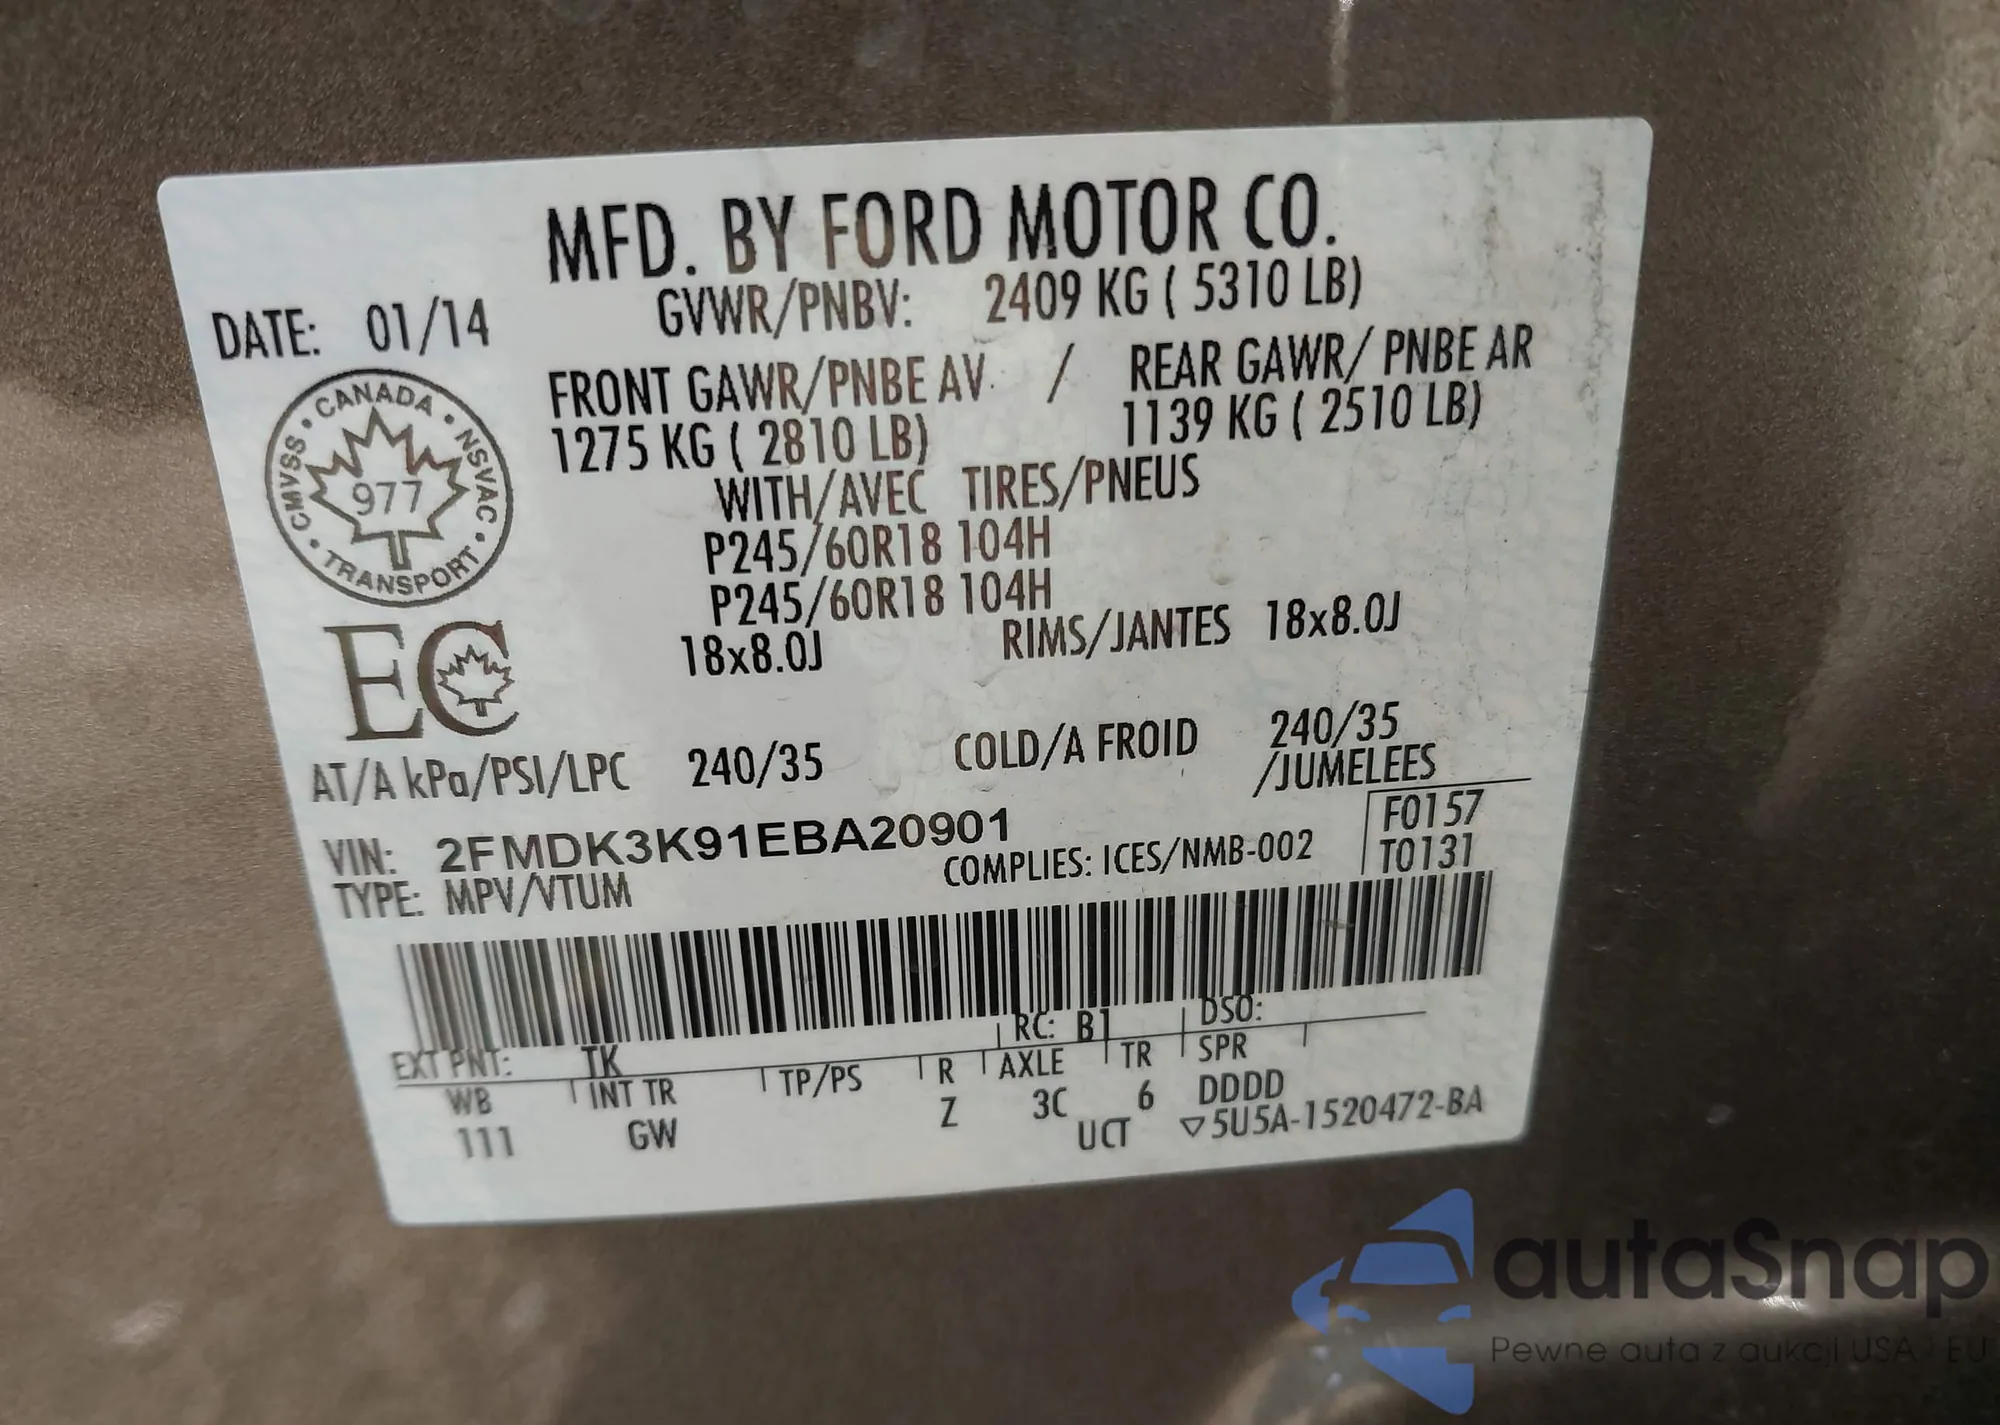 MFD. BY FORD MOTOR CO.
DATE: 01/14
GVWR/PNBV: 2409 KG ( 5310 LB)
FRONT GAWR/PNBE AV / REAR GAWR/ PNBE AR
1275 KG ( 2810 LB) 1139 KG ( 2510 LB)
WITH/AVEC TIRES/PNEUS
P245/60R18 104H
P245/60R18 104H
18x8.0J RIMS/JANTES 18x8.0J
CANADA
CMVSS NSVAC
977
TRANSPORT
EC
AT/A kPa/PSI/LPC 240/35 COLD/A FROID 240/35
/JUMELEES
VIN: 2FMDK3K91EBA20901
F0157
T0131
COMPLIES: ICES/NMB-002
TYPE: MPV/VTUM
EXT PNT: TK RC: B1 DSO:
WB INT TR TP/PS R AXLE TR SPR
111 GW Z 3C 6 DDDD
UCT ▽5U5A-1520472-BA
autaSnap
Pewne auta z aukcji USA i EU